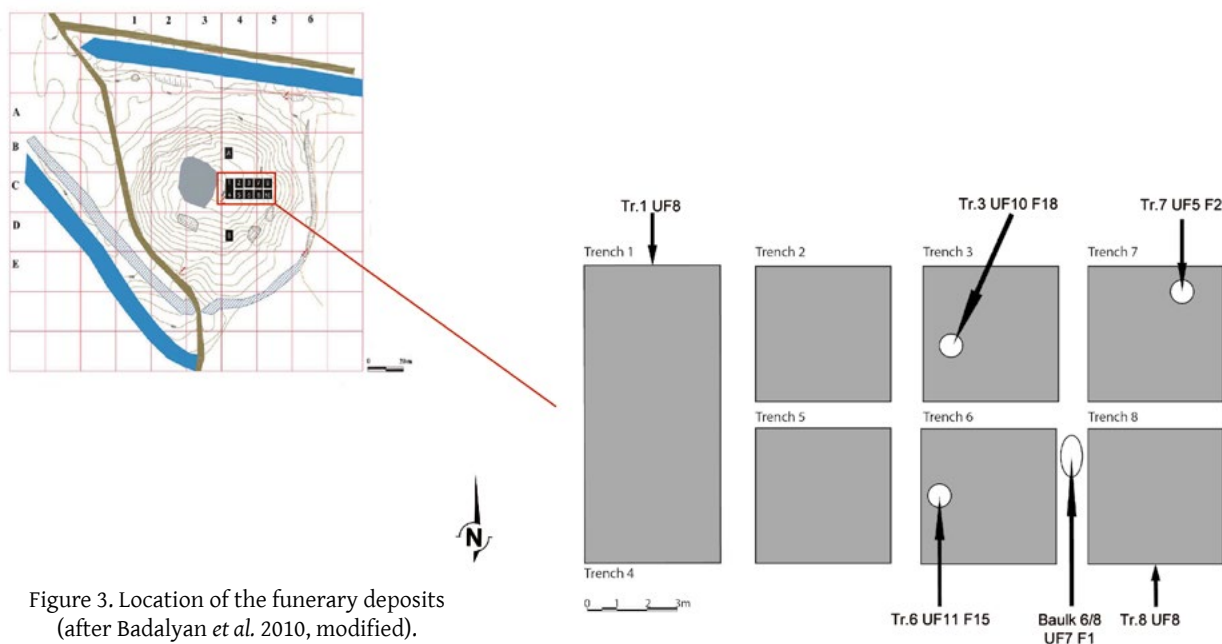 1 2 3 4 5 6
A
B
C
D
E
0 20m
Tr.1 UF8
Tr.3 UF10 F18
Tr.7 UF5 F2
Trench 1
Trench 2
Trench 3
Trench 7
Trench 5
Trench 6
Trench 8
N
Trench 4
0 1 2 3m
Tr.6 UF11 F15
Baulk 6/8
UF7 F1
Tr.8 UF8
Figure 3. Location of the funerary deposits
(after Badalyan et al. 2010, modified).